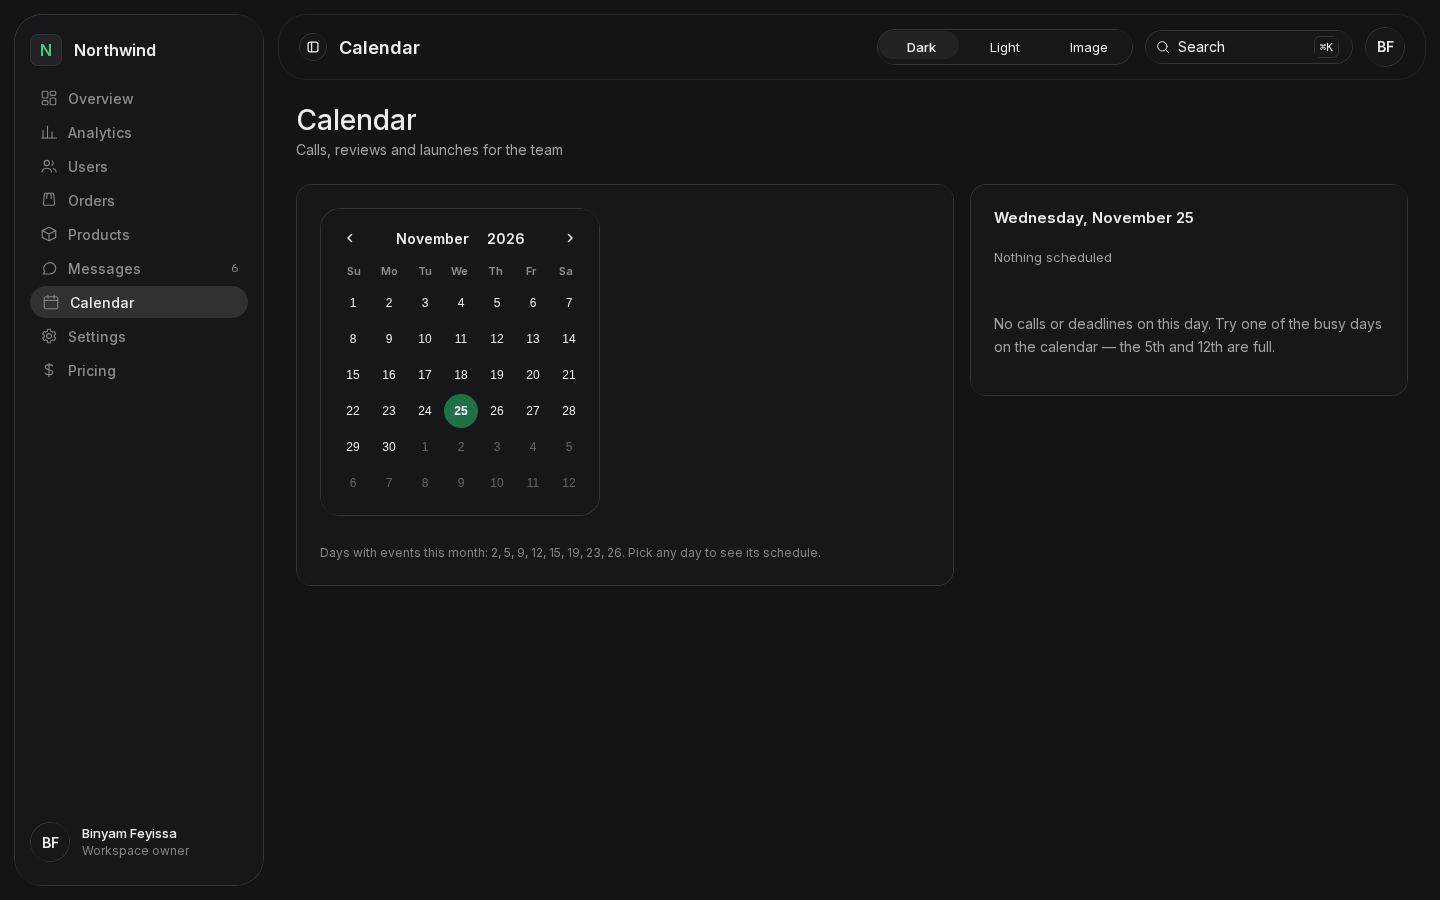 N Northwind
Overview
Analytics
Users
Orders
Products
Messages 6
Calendar
Settings
Pricing
BF
Binyam Feyissa
Workspace owner
Calendar
Dark Light Image
Search ⌘K
BF
Calendar
Calls, reviews and launches for the team
November 2026
Su Mo Tu We Th Fr Sa
1 2 3 4 5 6 7
8 9 10 11 12 13 14
15 16 17 18 19 20 21
22 23 24 25 26 27 28
29 30 1 2 3 4 5
6 7 8 9 10 11 12
Days with events this month: 2, 5, 9, 12, 15, 19, 23, 26. Pick any day to see its schedule.
Wednesday, November 25
Nothing scheduled
No calls or deadlines on this day. Try one of the busy days
on the calendar — the 5th and 12th are full.